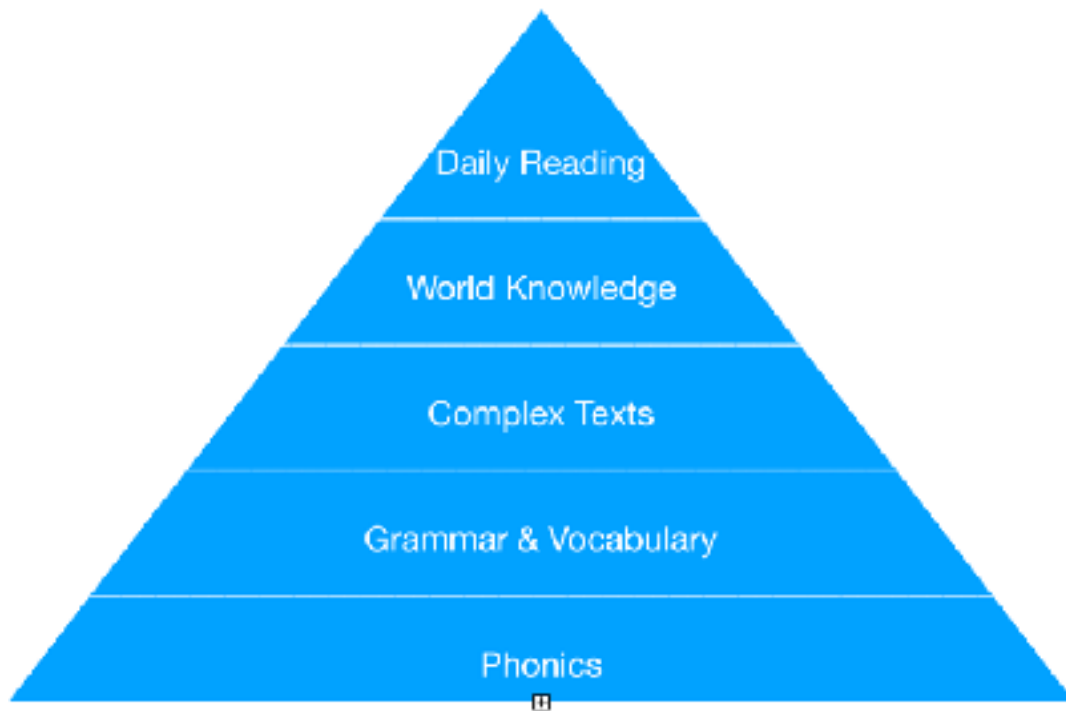 Daily Reading
World Knowledge
Complex Texts
Grammar & Vocabulary
Phonics